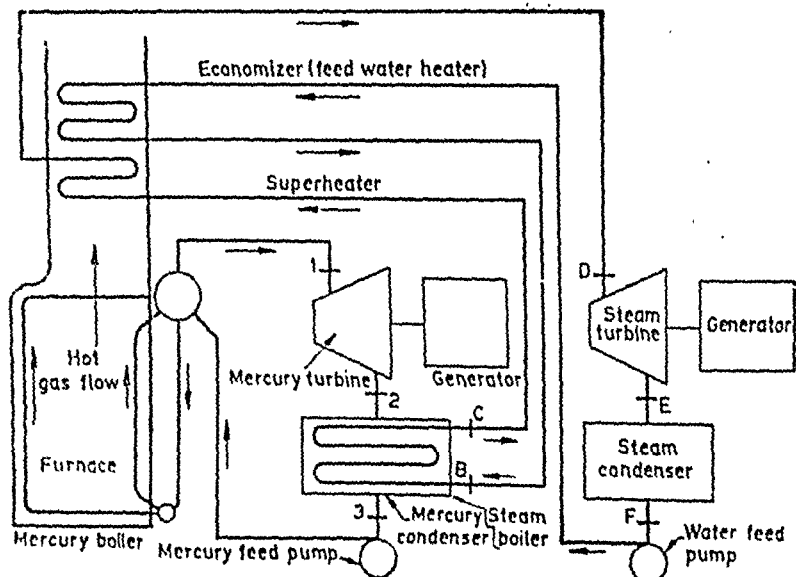 Economizer (feed water heater)
Superheater
1
D
Hot
gas flow
Mercury turbine
Generator
Steam
turbine
Generator
2
C
E
Furnace
B
Steam
condenser
3
Mercury
condenser
Steam
boiler
F
Mercury boiler
Mercury feed pump
Water feed
pump